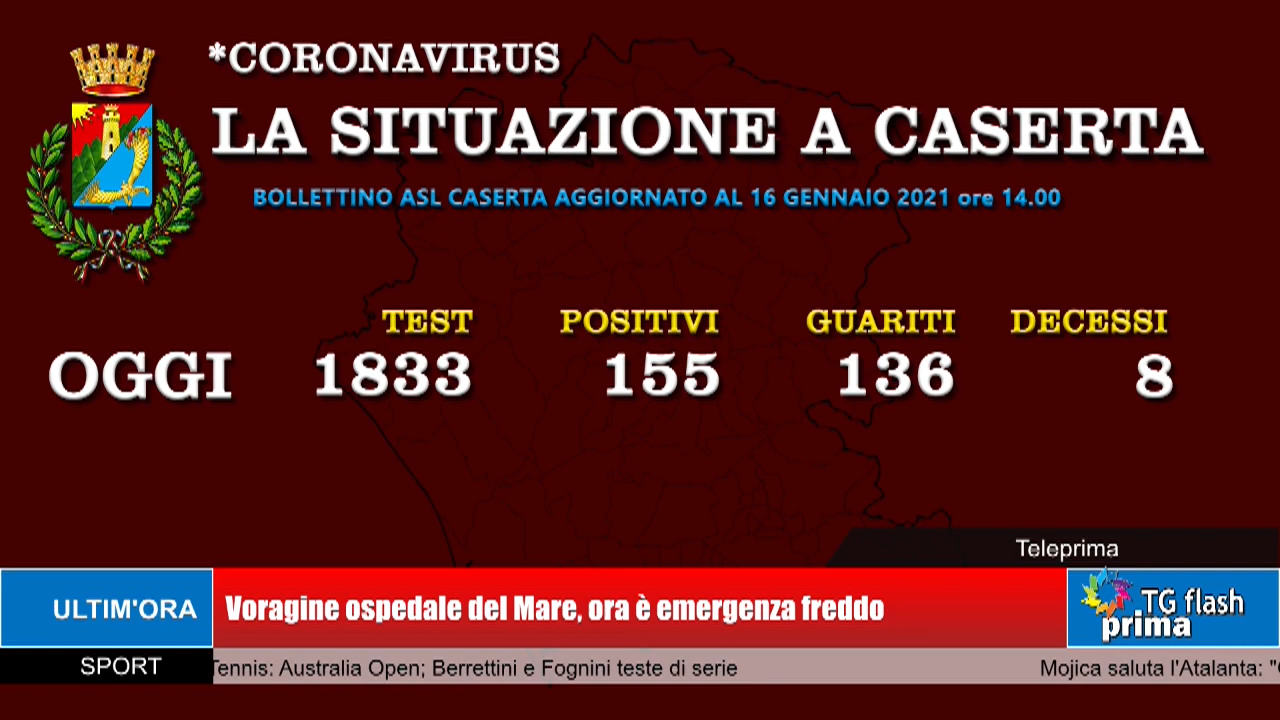 *CORONAVIRUS
LA SITUAZIONE A CASERTA
BOLLETTINO ASL CASERTA AGGIORNATO AL 16 GENNAIO 2021 ore 14.00
TEST POSITIVI GUARITI DECESSI
OGGI 1833 155 136 8
Teleprima
ULTIM'ORA Voragine ospedale del Mare, ora è emergenza freddo
TG flash
prima
SPORT Tennis: Australia Open; Berrettini e Fognini teste di serie Mojica saluta l'Atalanta: